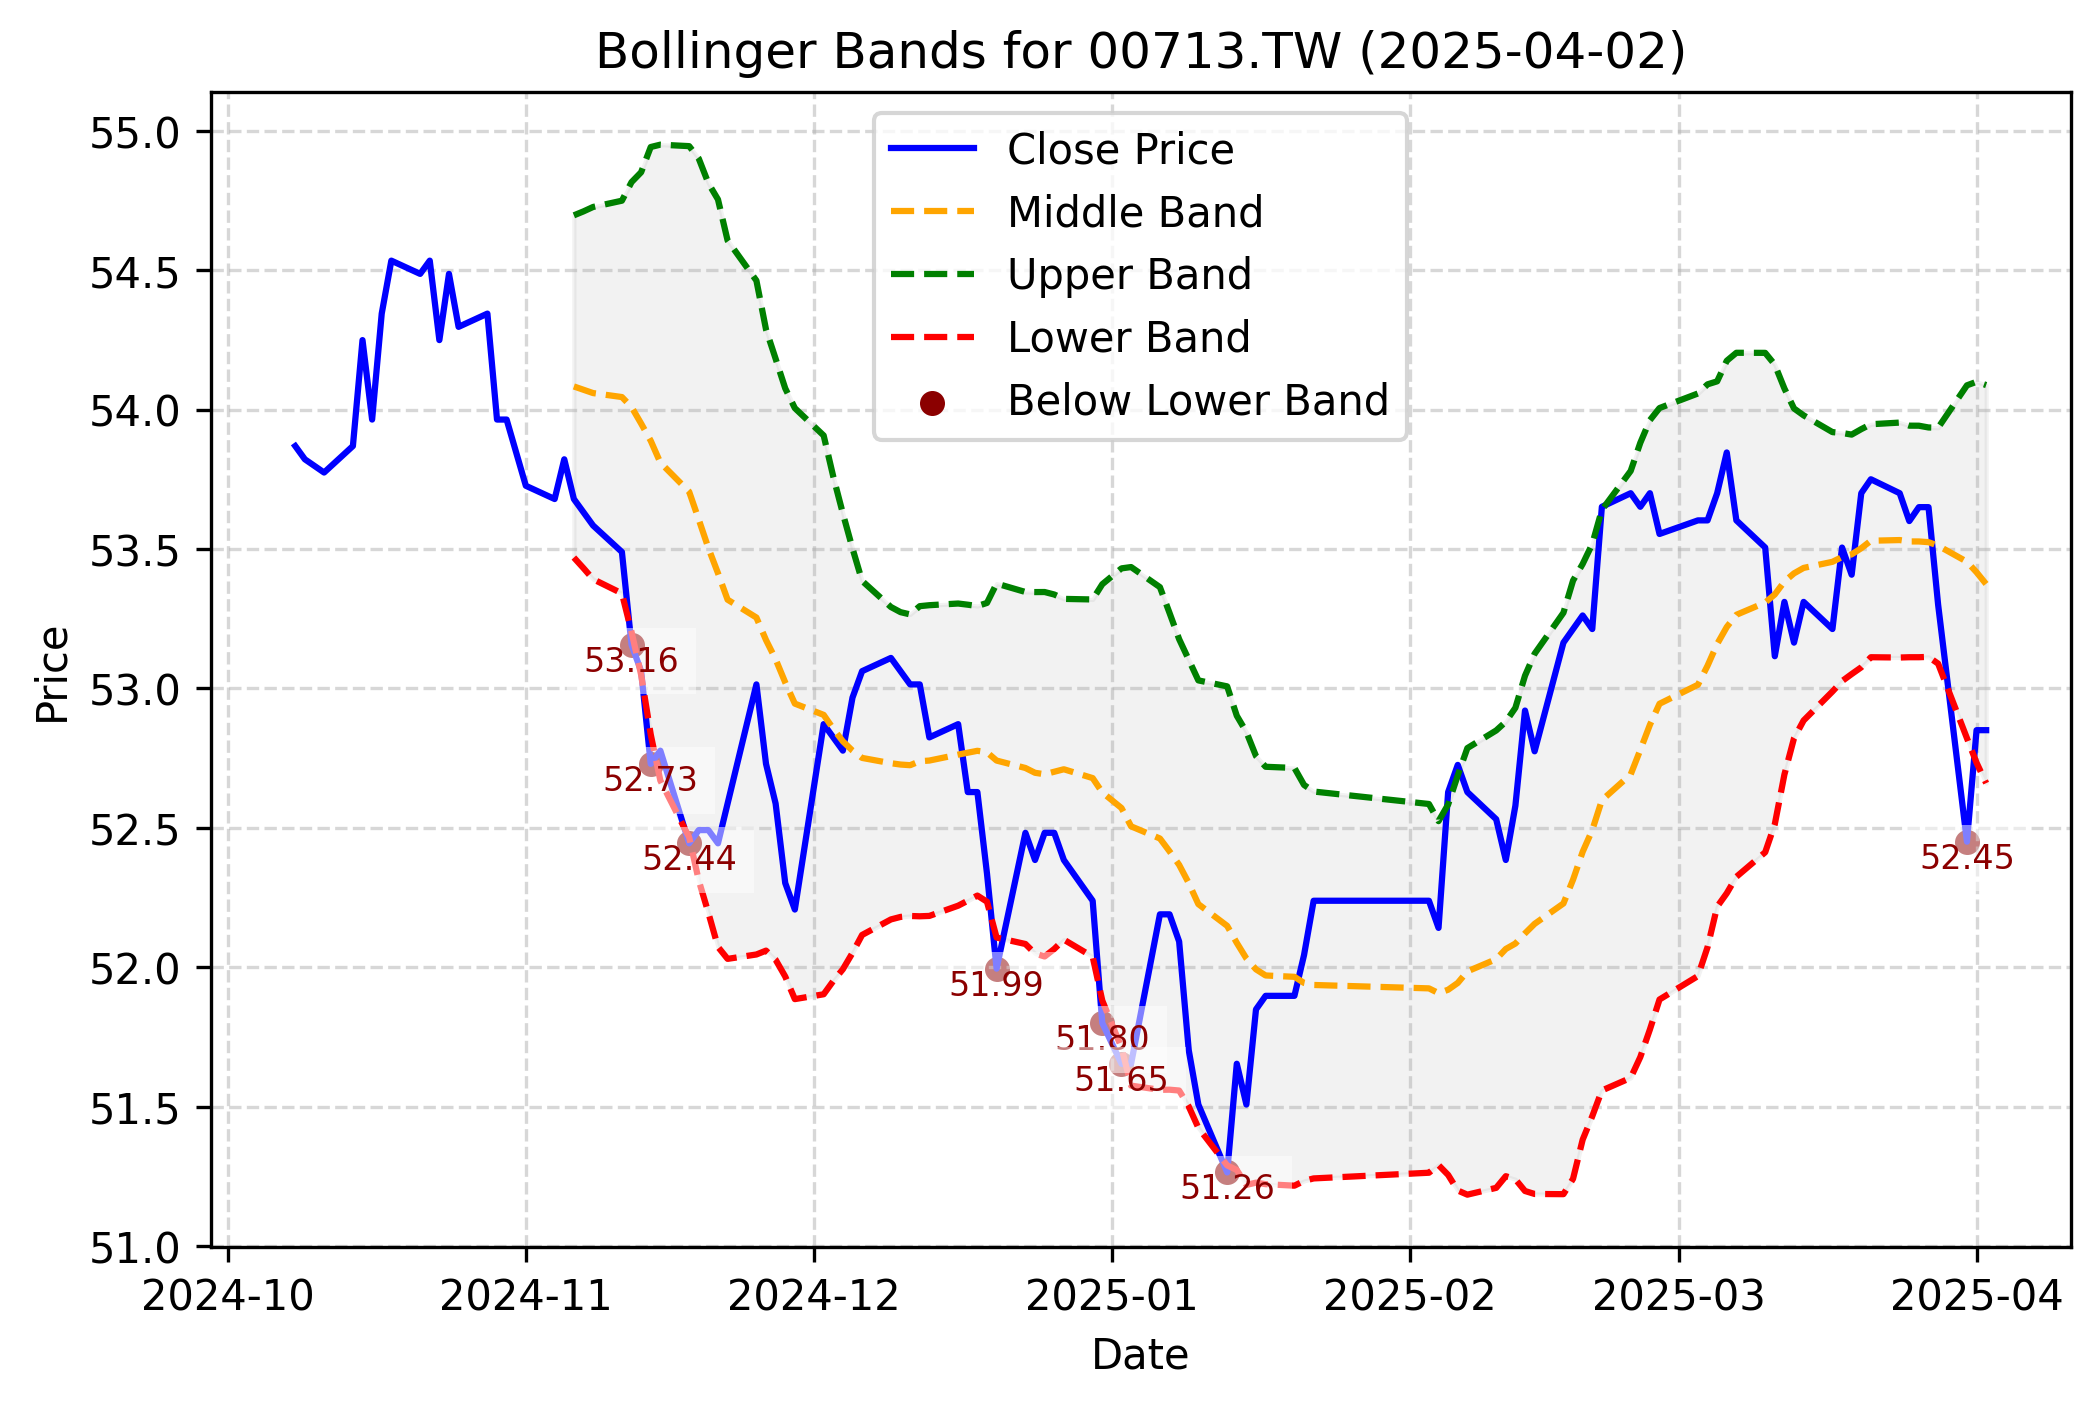 Bollinger Bands for 00713.TW (2025-04-02)
Close Price
Middle Band
Upper Band
Lower Band
Below Lower Band
Price
55.0
54.5
54.0
53.5
53.0
52.5
52.0
51.5
51.0
53.16
52.73
52.44
51.99
51.80
51.65
51.26
52.45
2024-10 2024-11 2024-12 2025-01 2025-02 2025-03 2025-04
Date